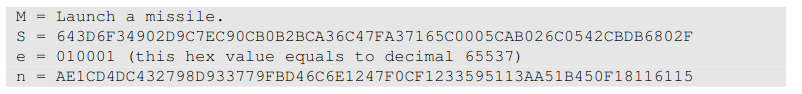 M = Launch a missile.
S = 643D6F34902D9C7EC90CB0B2BCA36C47FA37165C0005CAB026C0542CBDB6802F
e = 010001 (this hex value equals to decimal 65537)
n = AE1CD4DC432798D933779FBD46C6E1247F0CF1233595113AA51B450F18116115